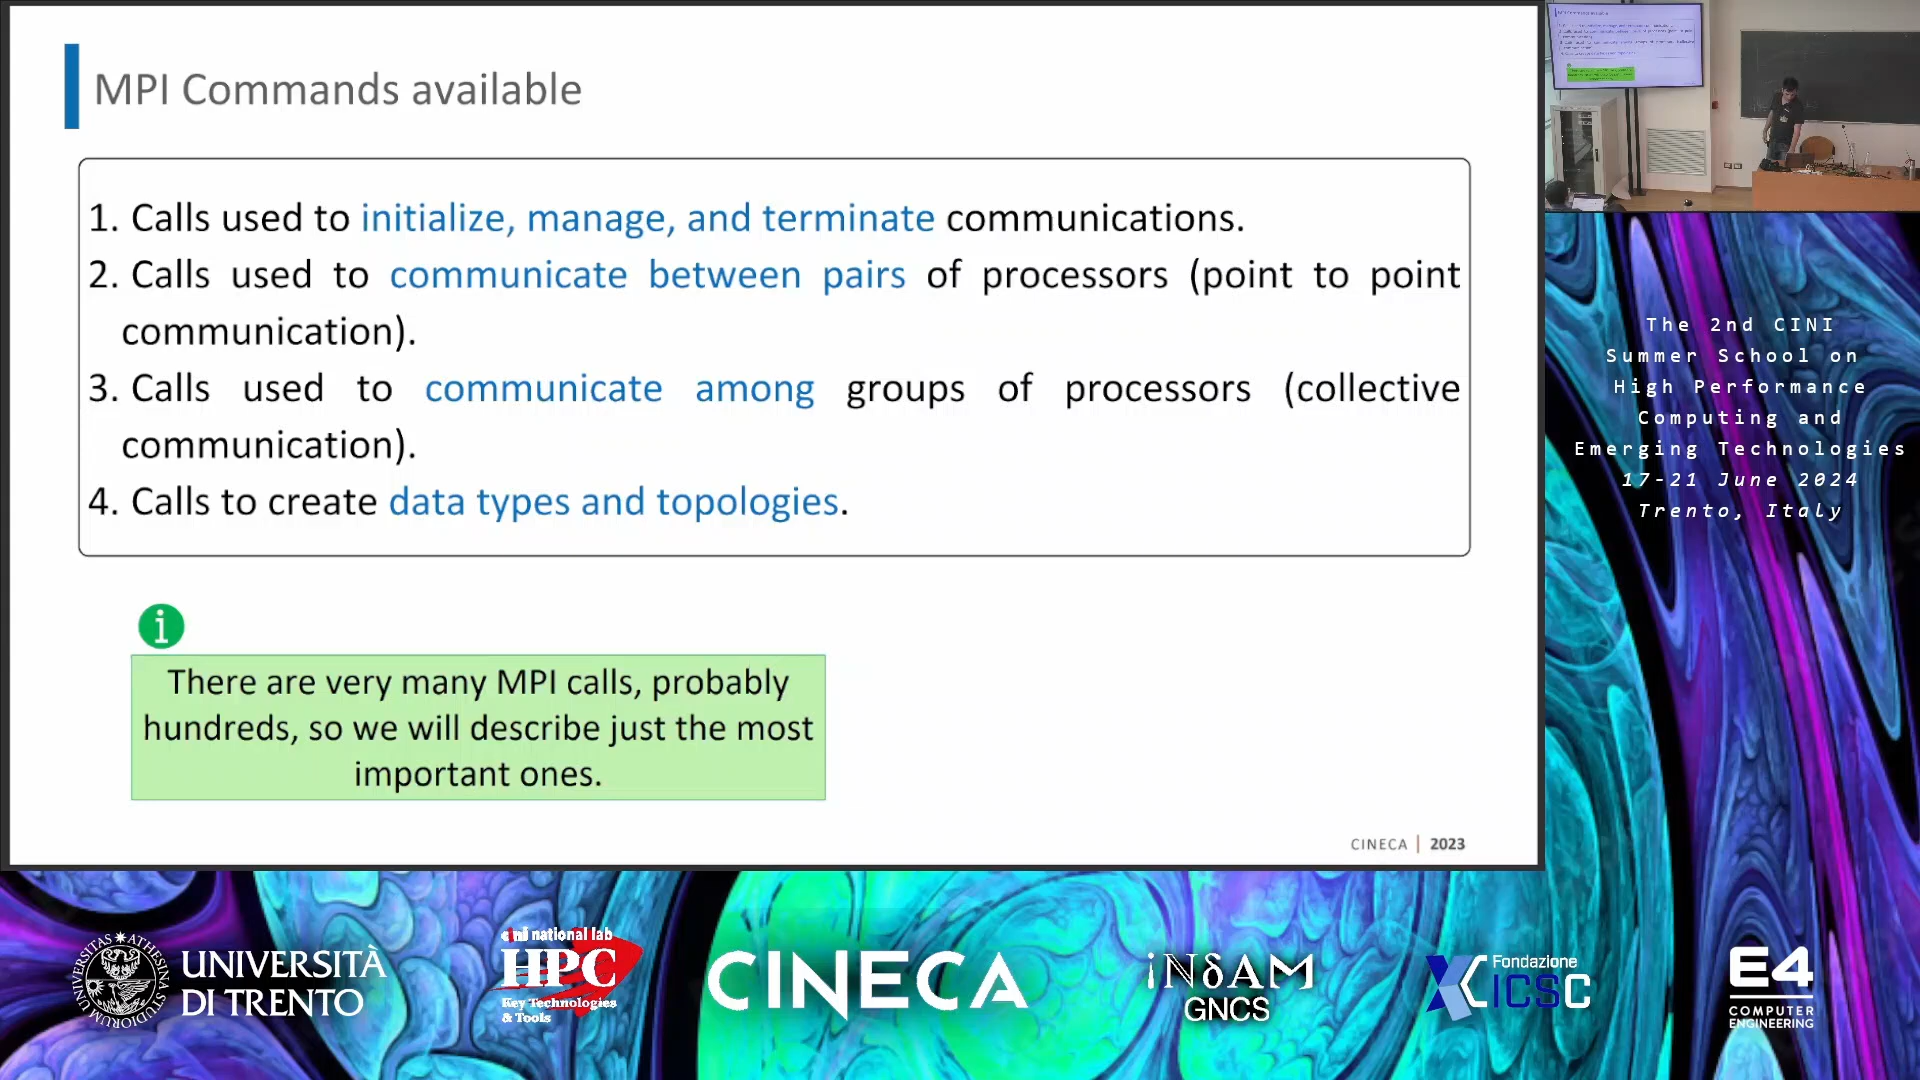 MPI Commands available
1. Calls used to initialize, manage, and terminate communications.
2. Calls used to communicate between pairs of processors (point to point
communication).
3. Calls used to communicate among groups of processors (collective
communication).
4. Calls to create data types and topologies.
i
There are very many MPI calls, probably
hundreds, so we will describe just the most
important ones.
CINECA | 2023
The 2nd CINI
Summer School on
High Performance
Computing and
Emerging Technologies
17-21 June 2024
Trento, Italy
UNIVERSITÀ
DI TRENTO
cini national lab
HPC
Key Technologies
& Tools
CINECA
iNδAM
GNCS
Fondazione
ICSC
E4
COMPUTER
ENGINEERING